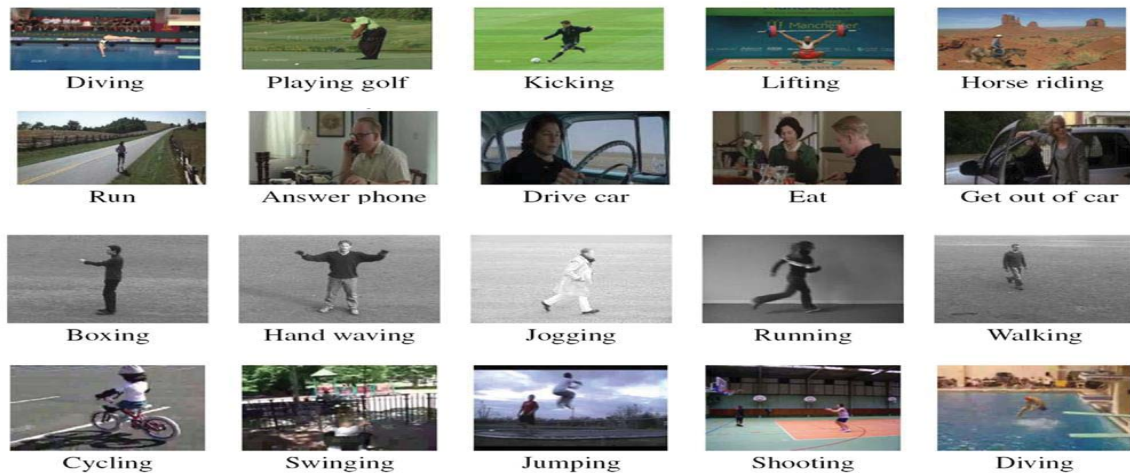 Manchester
Diving Playing golf Kicking Lifting Horse riding
Run Answer phone Drive car Eat Get out of car
Boxing Hand waving Jogging Running Walking
Cycling Swinging Jumping Shooting Diving